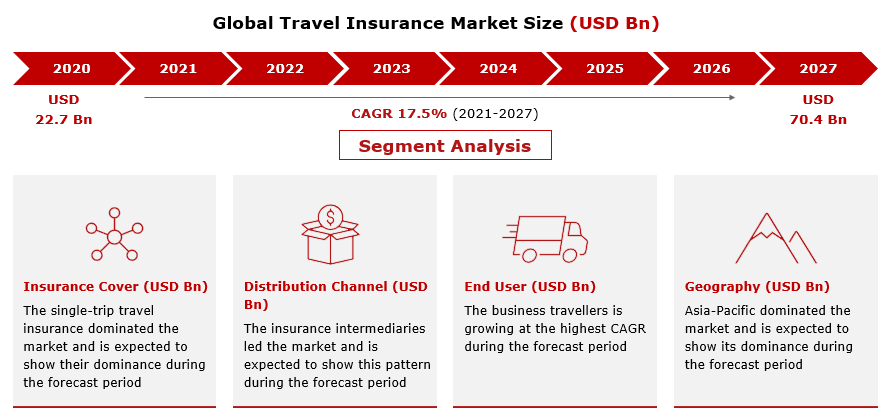 Global Travel Insurance Market Size (USD Bn)
2020 2021 2022 2023 2024 2025 2026 2027
USD
22.7 Bn
CAGR 17.5% (2021-2027)
USD
70.4 Bn
Segment Analysis
$
Insurance Cover (USD Bn)
The single-trip travel
insurance dominated the
market and is expected to
show their dominance during
the forecast period
Distribution Channel (USD
Bn)
The insurance intermediaries
led the market and is
expected to show this pattern
during the forecast period
End User (USD Bn)
The business travellers is
growing at the highest CAGR
during the forecast period
Geography (USD Bn)
Asia-Pacific dominated the
market and is expected to
show its dominance during
the forecast period